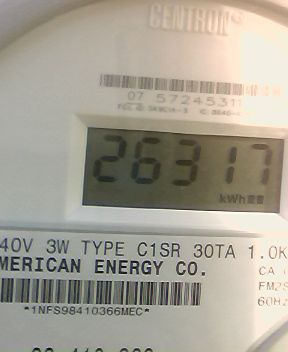 CENTRON
07 57245311
26317
kWh
40V 3W TYPE C1SR 30TA 1.0K
MERICAN ENERGY CO.
CA
FM2S
60Hz
*1NFS98410366MEC*